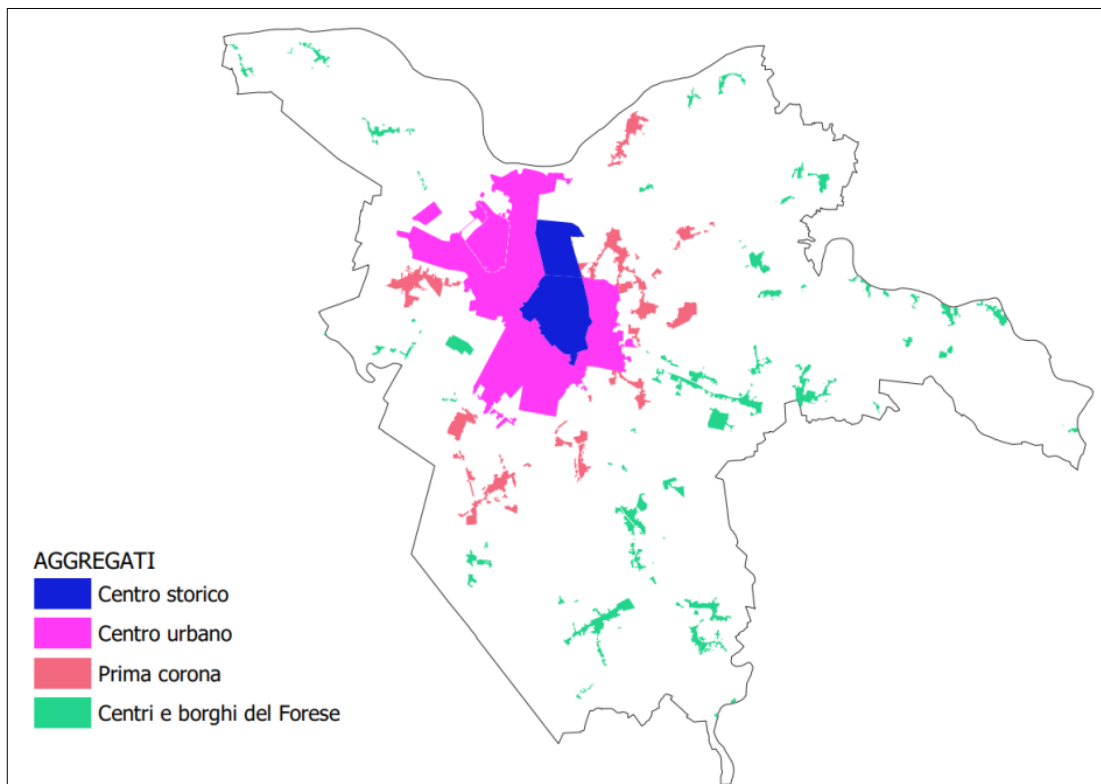 AGGREGATI
Centro storico
Centro urbano
Prima corona
Centri e borghi del Forese